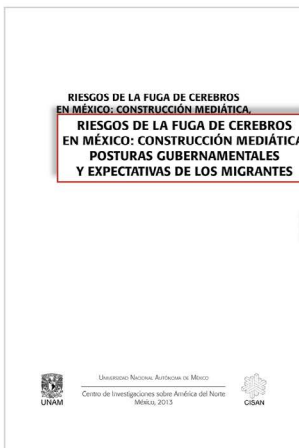 RIESGOS DE LA FUGA DE CEREBROS
EN MÉXICO: CONSTRUCCIÓN MEDIÁTICA,
RIESGOS DE LA FUGA DE CEREBROS
EN MÉXICO: CONSTRUCCIÓN MEDIÁTICA
POSTURAS GUBERNAMENTALES
Y EXPECTATIVAS DE LOS MIGRANTES
UNAM
Universidad Nacional Autónoma de México
Centro de Investigaciones sobre América del Norte
México, 2013
CISAN